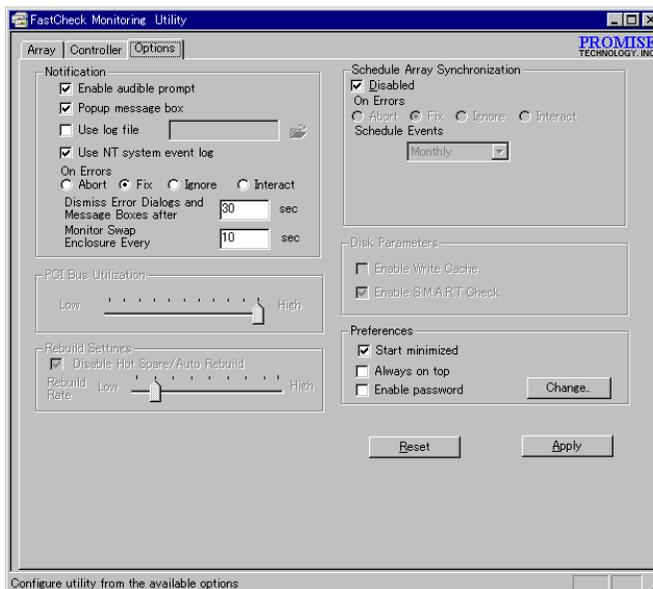 FastCheck Monitoring Utility
Array Controller Options
PROMISE
TECHNOLOGY, INC
Notification
Enable audible prompt
Popup message box
Use log file
Use NT system event log
On Errors
Abort Fix Ignore Interact
Dismiss Error Dialogs and
Message Boxes after
30 sec
Monitor Swap
Enclosure Every
10 sec
PCI Bus Utilization
Low High
Rebuild Settings
Disable Hot Spare/Auto Rebuild
Rebuild
Rate
Low High
Schedule Array Synchronization
Disabled
On Errors
Abort Fix Ignore Interact
Schedule Events
Monthly
Disk Parameters
Enable Write Cache
Enable S.M.A.R.T Check
Preferences
Start minimized
Always on top
Enable password
Change..
Reset Apply
Configure utility from the available options